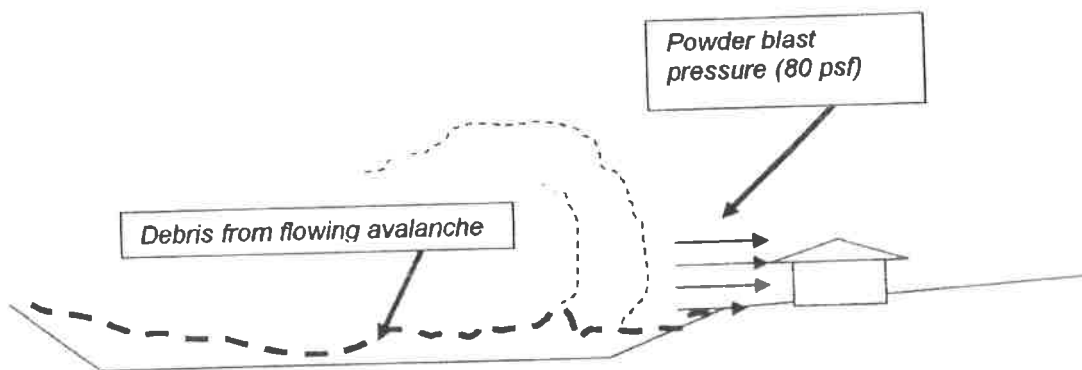 Powder blast
pressure (80 psf)
Debris from flowing avalanche